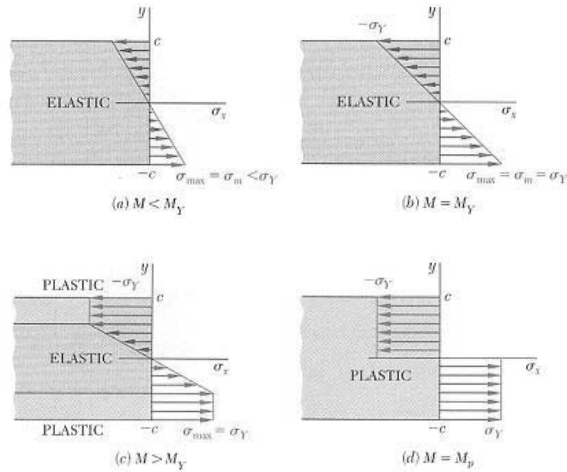 y
c
ELASTIC
σx
−c
σmax = σm < σY
(a) M < MY
y
−σY
c
ELASTIC
σx
−c
σmax = σm = σY
(b) M = MY
y
PLASTIC
−σY
c
ELASTIC
σx
PLASTIC
−c
σmax = σY
(c) M > MY
y
−σY
c
σx
PLASTIC
−c
σY
(d) M = Mp